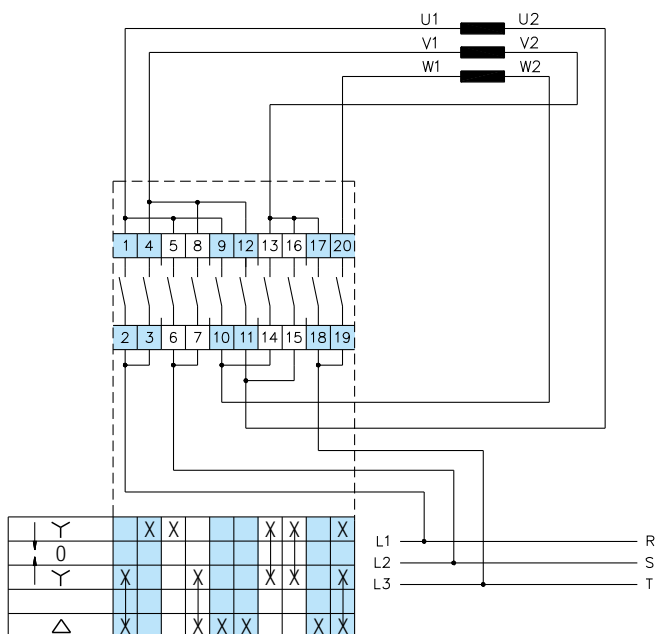 U1 U2
V1 V2
W1 W2
1 4 5 8 9 12 13 16 17 20
2 3 6 7 10 11 14 15 18 19
X X X X X
L1 R
0
L2 S
X X X X X
L3 T
X X X X X X